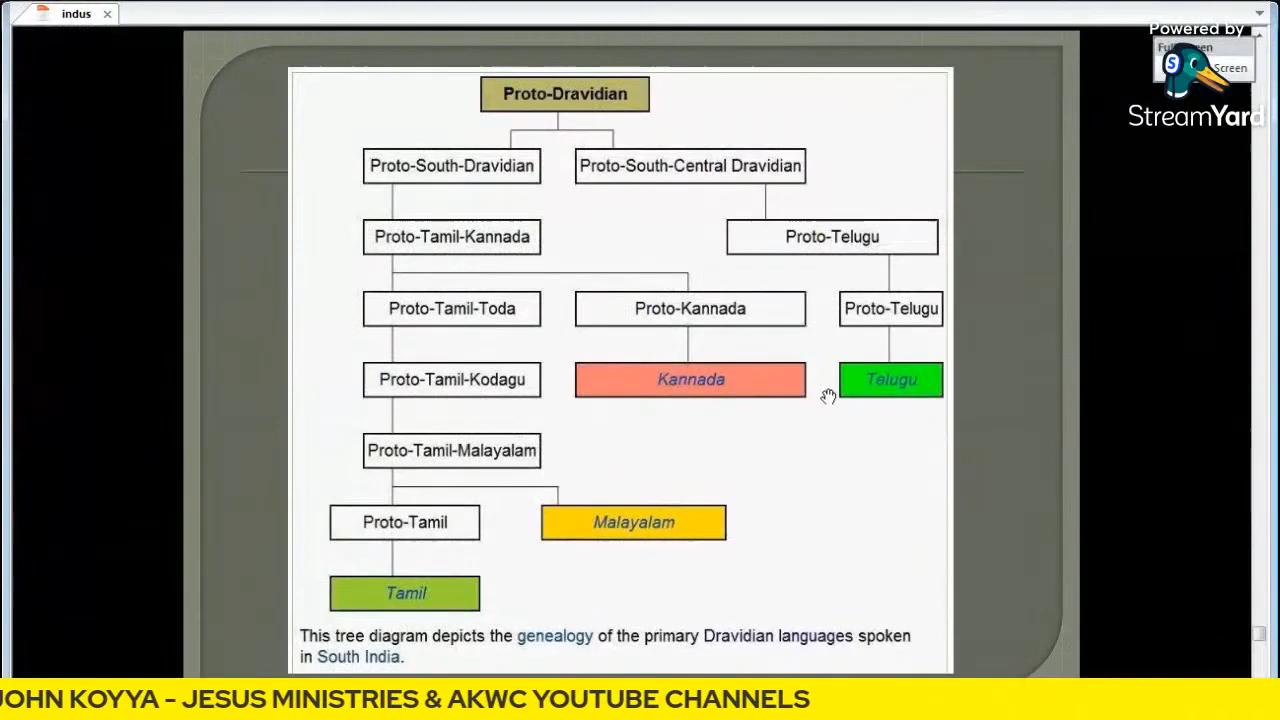 indus
Powered by
Screen
StreamYard
Proto-Dravidian
Proto-South-Dravidian
Proto-South-Central Dravidian
Proto-Tamil-Kannada
Proto-Telugu
Proto-Tamil-Toda
Proto-Kannada
Proto-Telugu
Proto-Tamil-Kodagu
Kannada
Telugu
Proto-Tamil-Malayalam
Proto-Tamil
Malayalam
Tamil
This tree diagram depicts the genealogy of the primary Dravidian languages spoken
in South India.
JOHN KOYYA - JESUS MINISTRIES & AKWC YOUTUBE CHANNELS